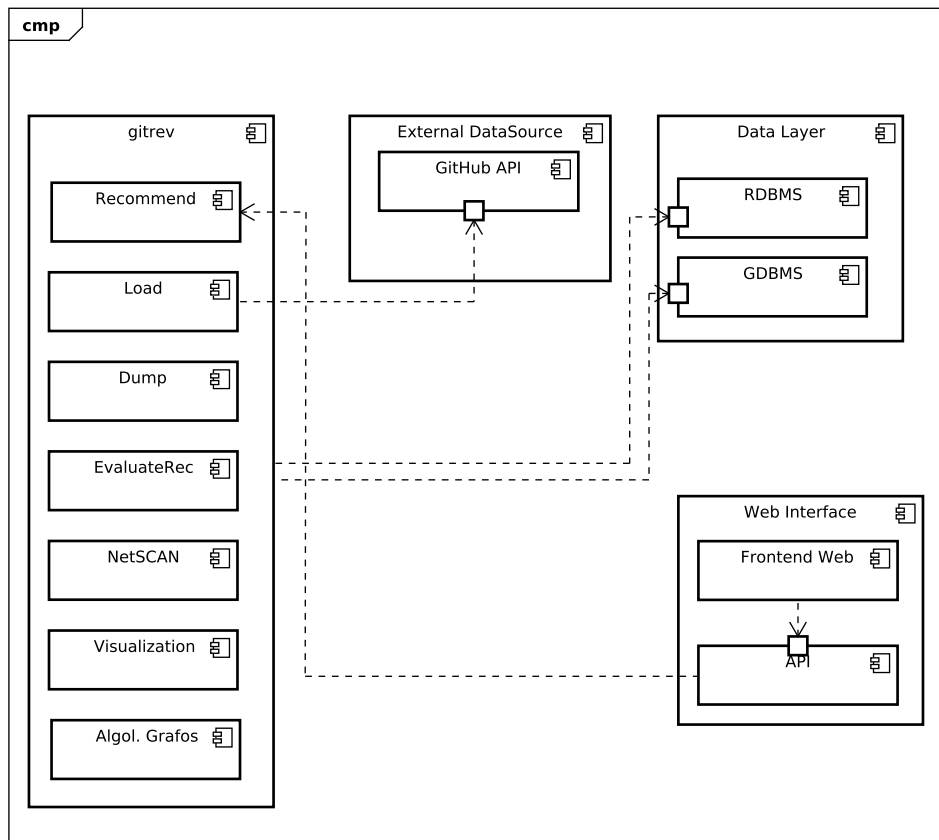 cmp
gitrev
Recommend
Load
Dump
EvaluateRec
NetSCAN
Visualization
Algol. Grafos
External DataSource
GitHub API
Data Layer
RDBMS
GDBMS
Web Interface
Frontend Web
API